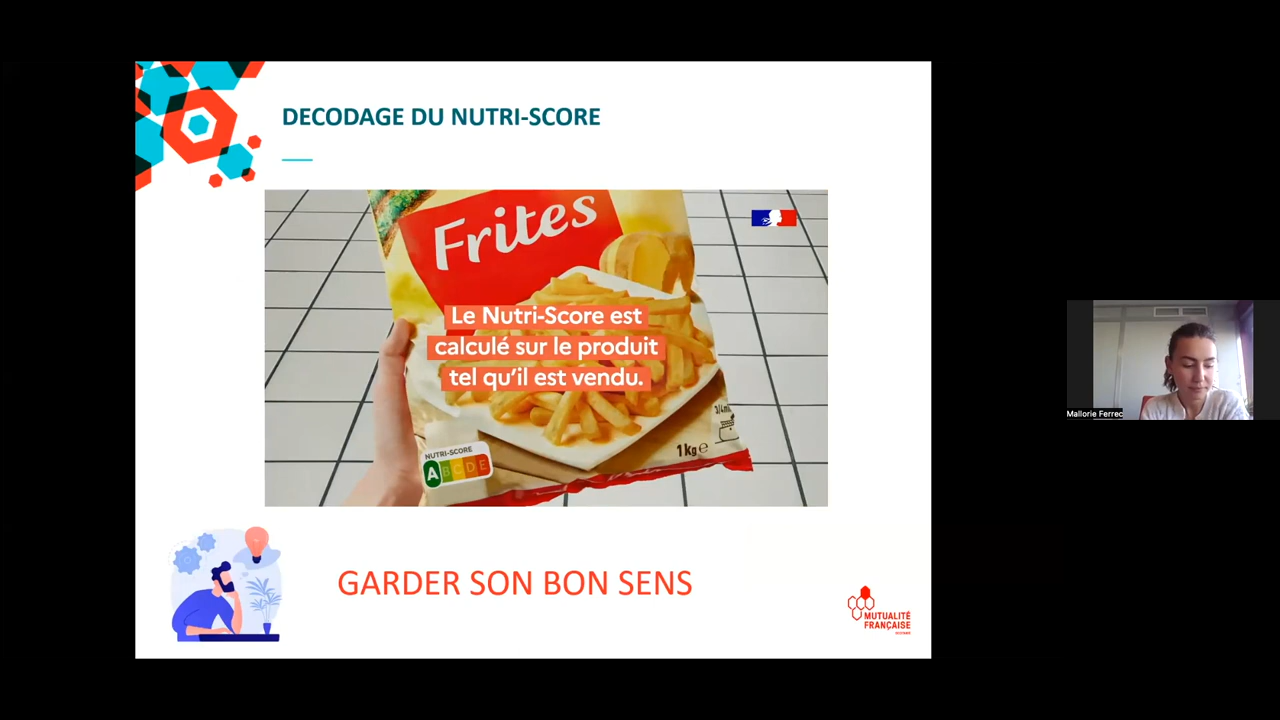 DECODAGE DU NUTRI-SCORE
Frites
Le Nutri-Score est
calculé sur le produit
tel qu'il est vendu.
NUTRI-SCORE
A B C D E
1kg e
GARDER SON BON SENS
MUTUALITÉ
FRANÇAISE
Mallorie Ferrec